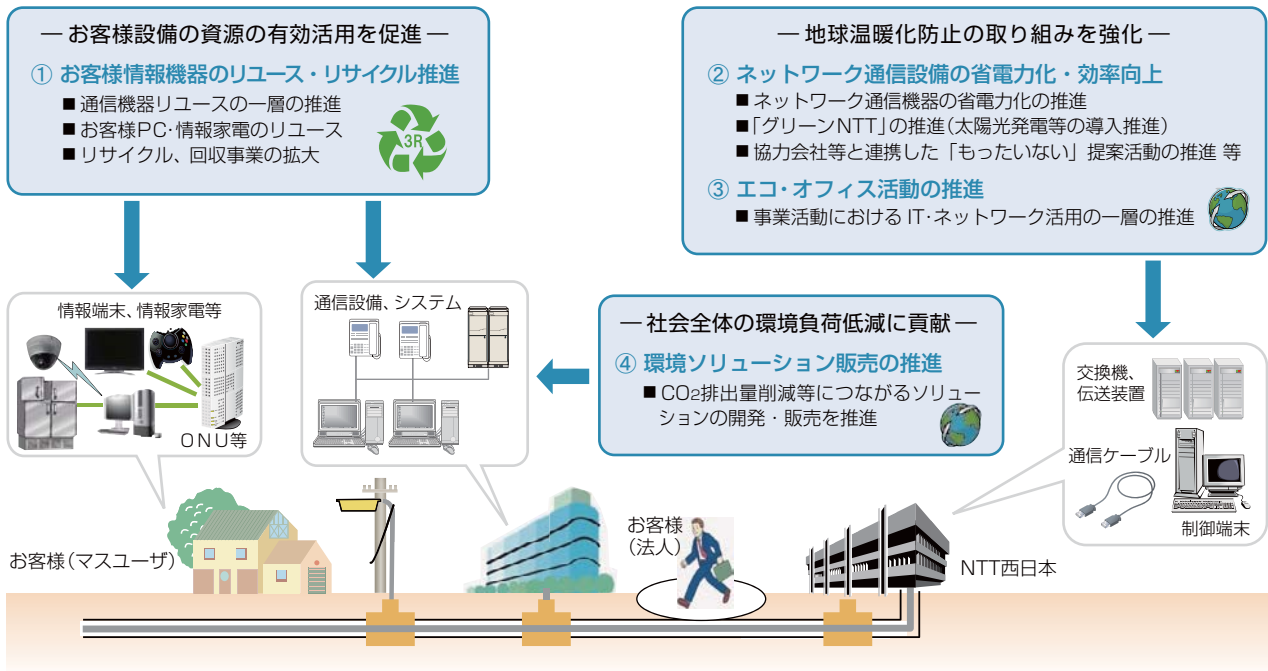 ― お客様設備の資源の有効活用を促進 ―
① お客様情報機器のリユース・リサイクル推進
■ 通信機器リユースの一層の推進
■ お客様PC・情報家電のリユース
■ リサイクル、回収事業の拡大
3R
― 地球温暖化防止の取り組みを強化 ―
② ネットワーク通信設備の省電力化・効率向上
■ ネットワーク通信機器の省電力化の推進
■「グリーンNTT」の推進(太陽光発電等の導入推進)
■ 協力会社等と連携した「もったいない」提案活動の推進 等
③ エコ・オフィス活動の推進
■ 事業活動における IT・ネットワーク活用の一層の推進
情報端末、情報家電等
ONU等
通信設備、システム
― 社会全体の環境負荷低減に貢献 ―
④ 環境ソリューション販売の推進
■ CO2排出量削減等につながるソリュー
ションの開発・販売を推進
交換機、
伝送装置
通信ケーブル
制御端末
お客様(マスユーザ)
お客様
(法人)
NTT西日本